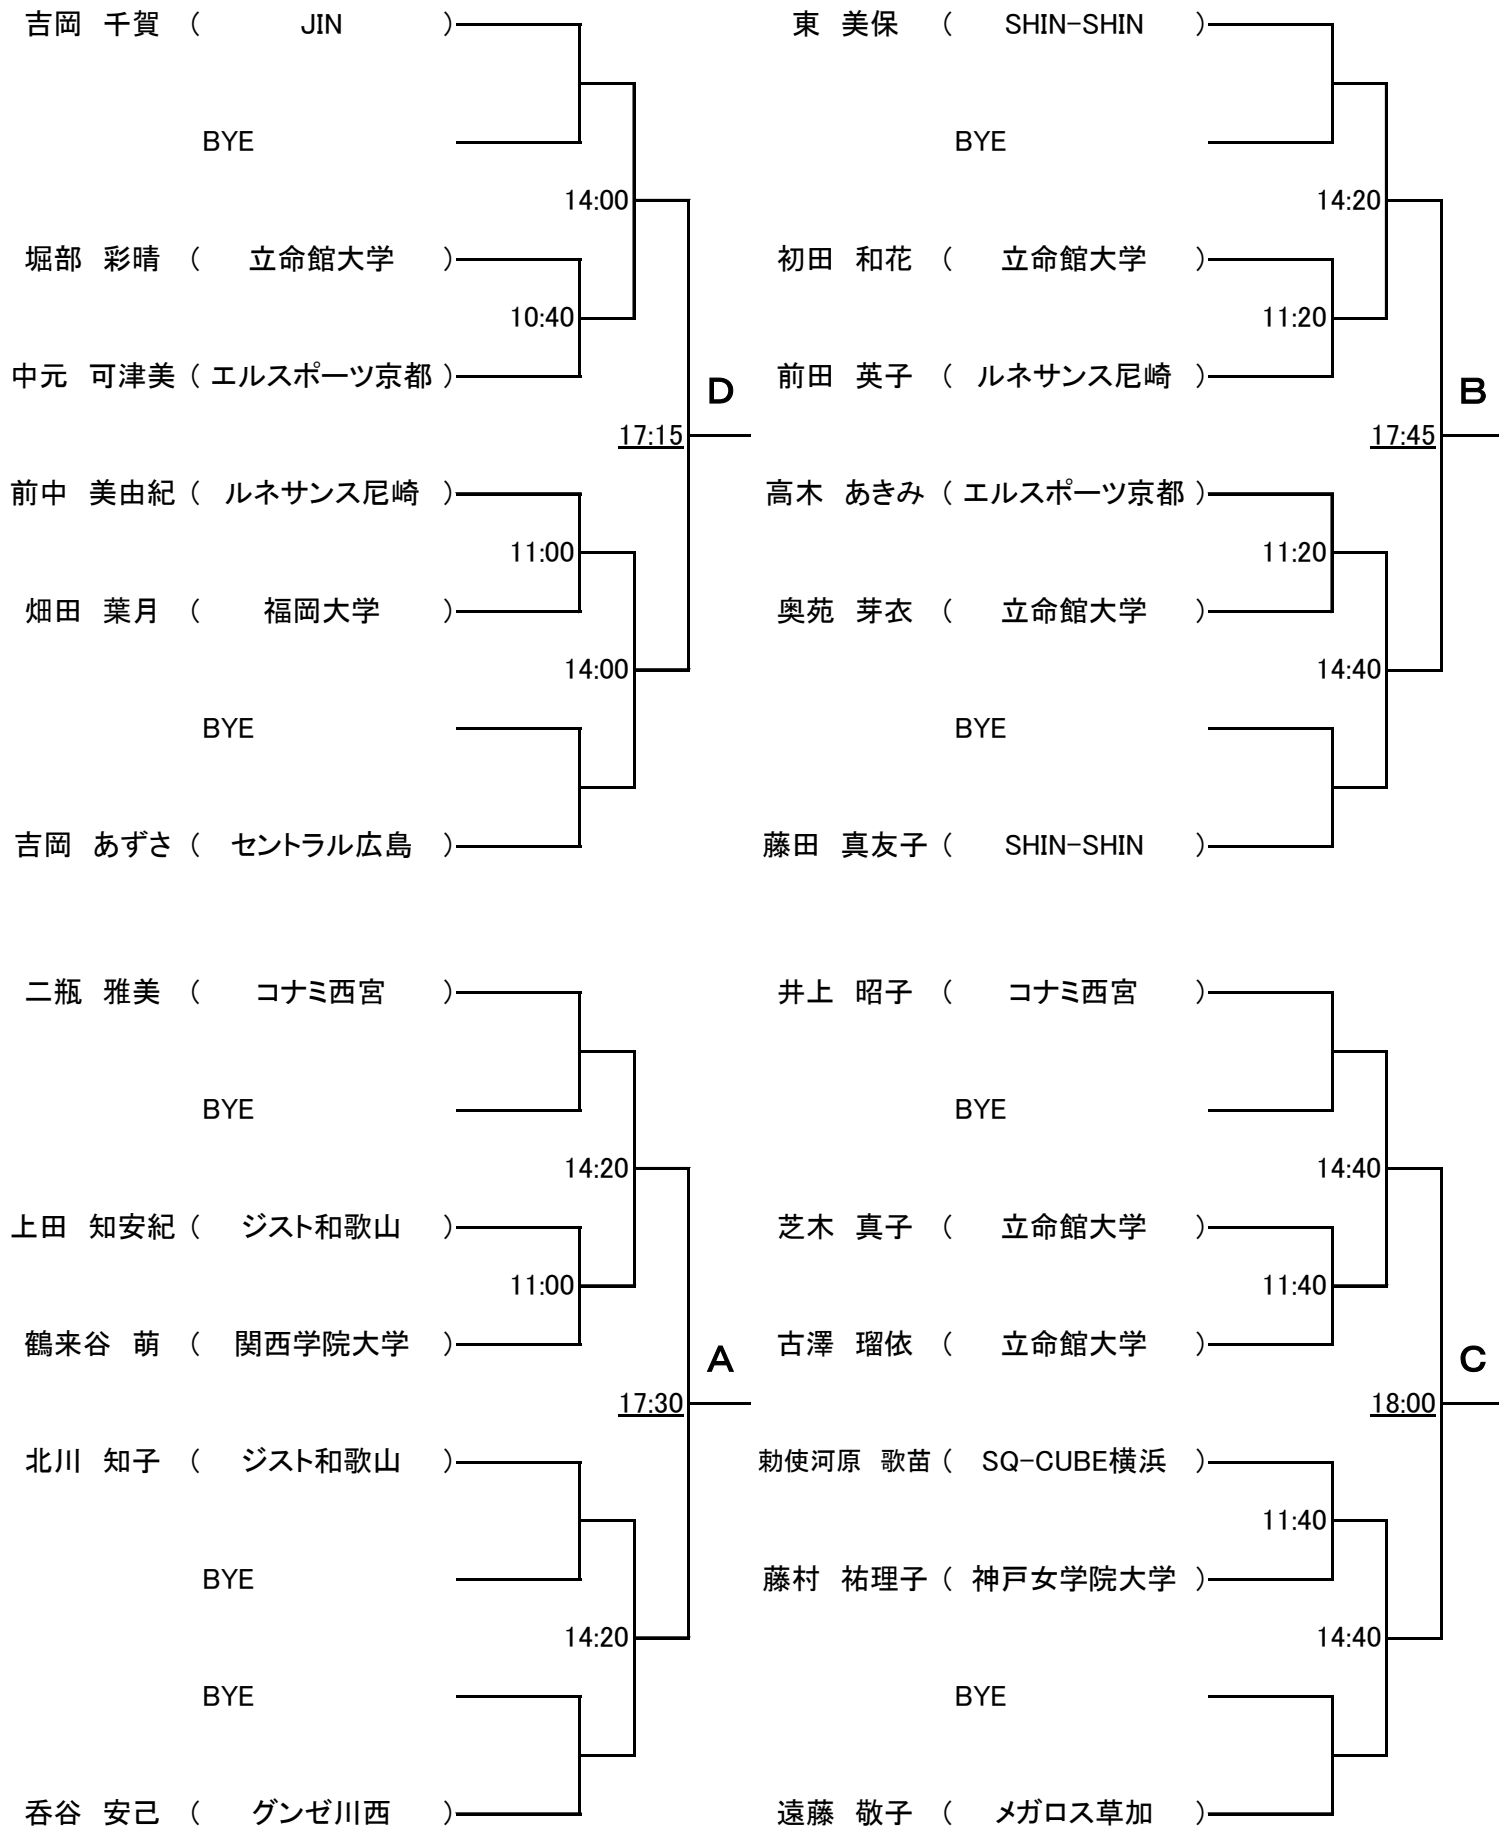 吉岡 千賀 ( JIN )
BYE
14:00
堀部 彩晴 ( 立命館大学 )
10:40
中元 可津美 ( エルスポーツ京都 )
D
17:15
前中 美由紀 ( ルネサンス尼崎 )
11:00
畑田 葉月 ( 福岡大学 )
14:00
BYE
吉岡 あずさ ( セントラル広島 )
東 美保 ( SHIN-SHIN )
BYE
14:20
初田 和花 ( 立命館大学 )
11:20
前田 英子 ( ルネサンス尼崎 )
B
17:45
高木 あきみ ( エルスポーツ京都 )
11:20
奥苑 芽衣 ( 立命館大学 )
14:40
BYE
藤田 真友子 ( SHIN-SHIN )
二瓶 雅美 ( コナミ西宮 )
BYE
14:20
上田 知安紀 ( ジスト和歌山 )
11:00
鶴来谷 萌 ( 関西学院大学 )
A
17:30
北川 知子 ( ジスト和歌山 )
BYE
14:20
BYE
呑谷 安己 ( グンゼ川西 )
井上 昭子 ( コナミ西宮 )
BYE
14:40
芝木 真子 ( 立命館大学 )
11:40
古澤 瑠依 ( 立命館大学 )
C
18:00
勅使河原 歌苗 ( SQ-CUBE横浜 )
11:40
藤村 祐理子 ( 神戸女学院大学 )
14:40
BYE
遠藤 敬子 ( メガロス草加 )